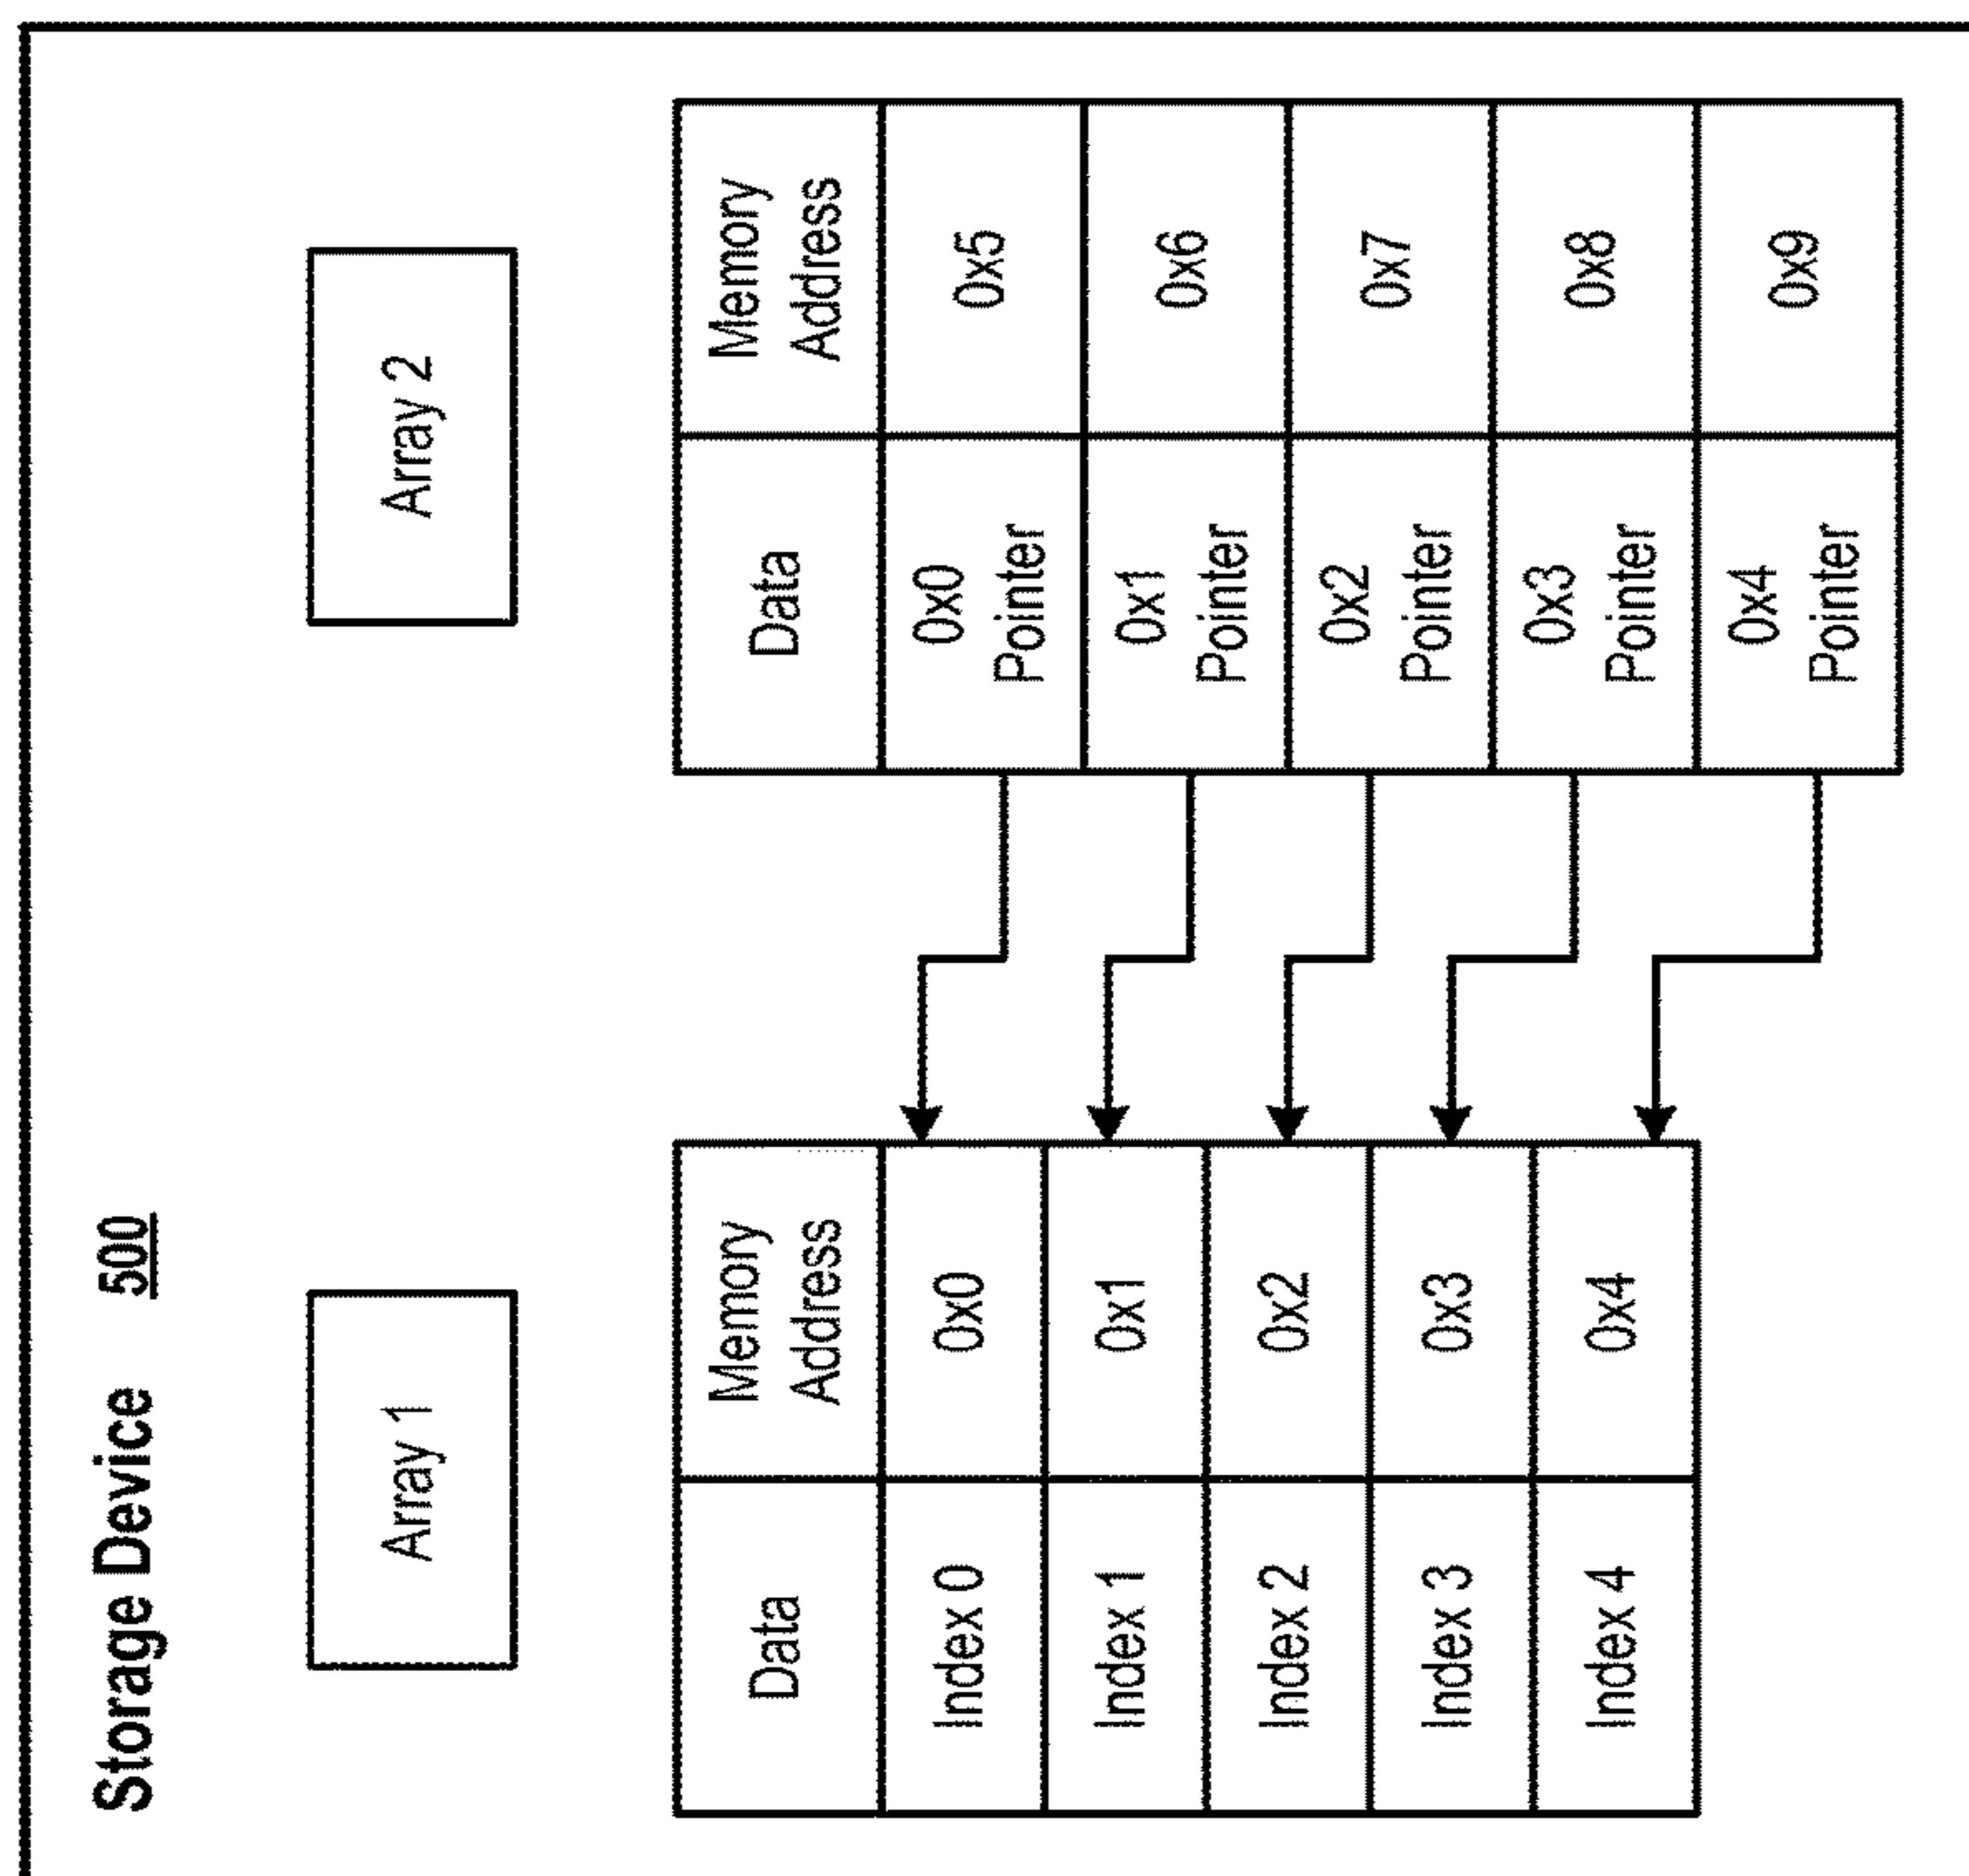 Storage Device 500
Array 1
Array 2
Data
Memory
Address
Index 0
0x0
Index 1
0x1
Index 2
0x2
Index 3
0x3
Index 4
0x4
Data
Memory
Address
0x0
Pointer
0x5
0x1
Pointer
0x6
0x2
Pointer
0x7
0x3
Pointer
0x8
0x4
Pointer
0x9